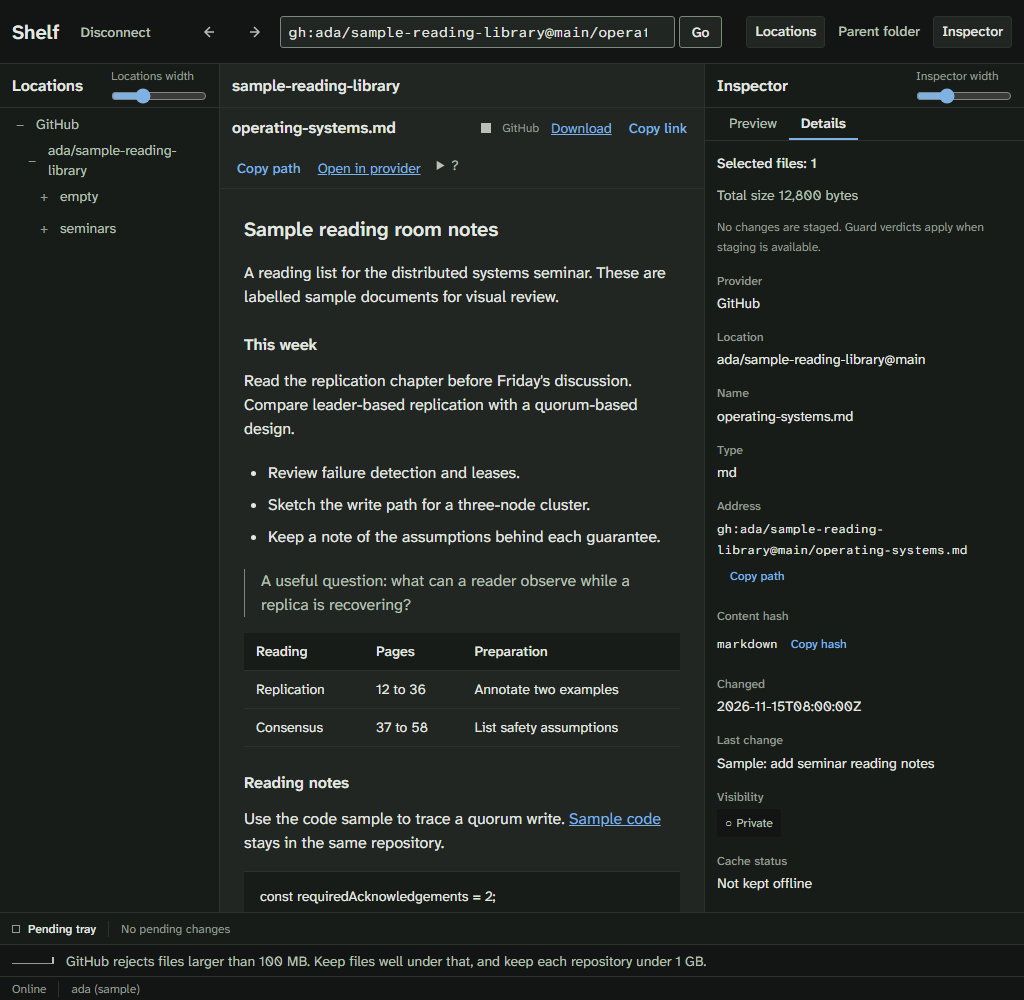 Shelf
Disconnect
←
→
gh:ada/sample-reading-library@main/operat
Go
Locations
Parent folder
Inspector
Locations
Locations width
– GitHub
– ada/sample-reading-
library
+ empty
+ seminars
sample-reading-library
operating-systems.md
GitHub
Download
Copy link
Copy path
Open in provider
▶ ?
Sample reading room notes
A reading list for the distributed systems seminar. These are
labelled sample documents for visual review.
This week
Read the replication chapter before Friday's discussion.
Compare leader-based replication with a quorum-based
design.
• Review failure detection and leases.
• Sketch the write path for a three-node cluster.
• Keep a note of the assumptions behind each guarantee.
A useful question: what can a reader observe while a
replica is recovering?
Reading Pages Preparation
Replication 12 to 36 Annotate two examples
Consensus 37 to 58 List safety assumptions
Reading notes
Use the code sample to trace a quorum write. Sample code
stays in the same repository.
const requiredAcknowledgements = 2;
Inspector
Inspector width
Preview
Details
Selected files: 1
Total size 12,800 bytes
No changes are staged. Guard verdicts apply when
staging is available.
Provider
GitHub
Location
ada/sample-reading-library@main
Name
operating-systems.md
Type
md
Address
gh:ada/sample-reading-
library@main/operating-systems.md
Copy path
Content hash
markdown Copy hash
Changed
2026-11-15T08:00:00Z
Last change
Sample: add seminar reading notes
Visibility
○ Private
Cache status
Not kept offline
Pending tray
No pending changes
GitHub rejects files larger than 100 MB. Keep files well under that, and keep each repository under 1 GB.
Online
ada (sample)